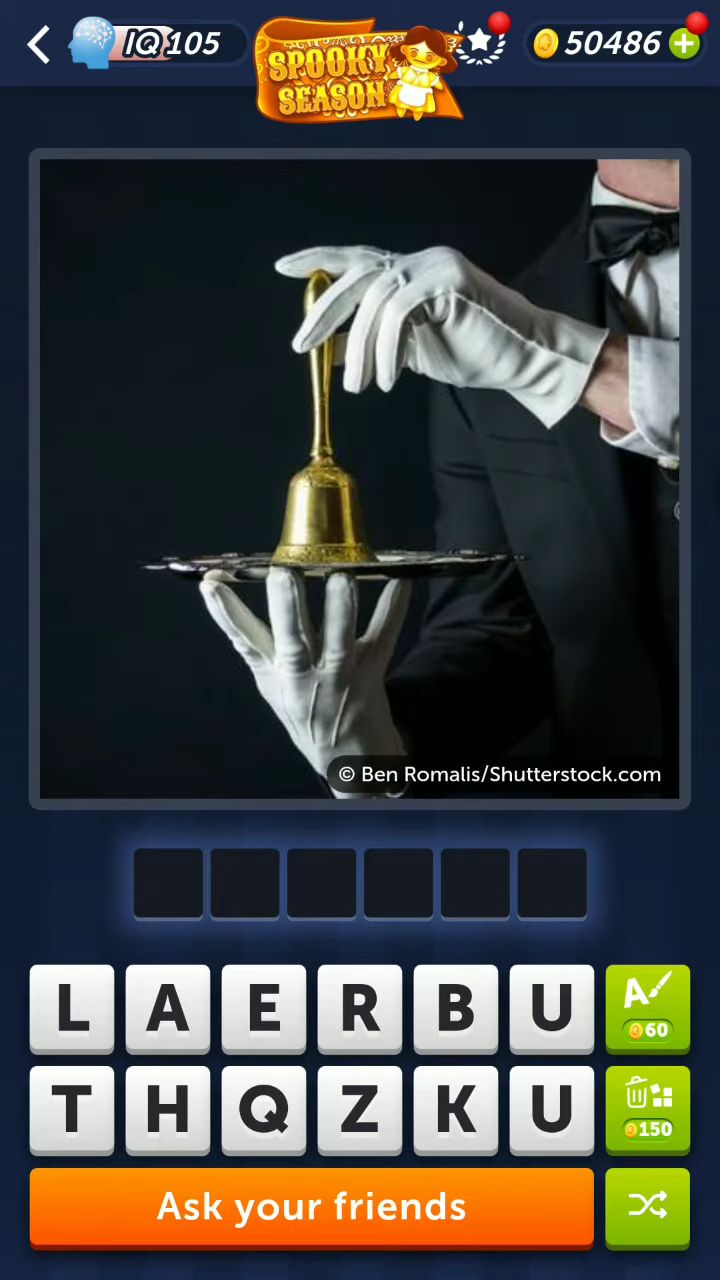 IQ 105
SPOOKY
SEASON
50486
© Ben Romalis/Shutterstock.com
L A E R B U
A
60
T H Q Z K U
150
Ask your friends